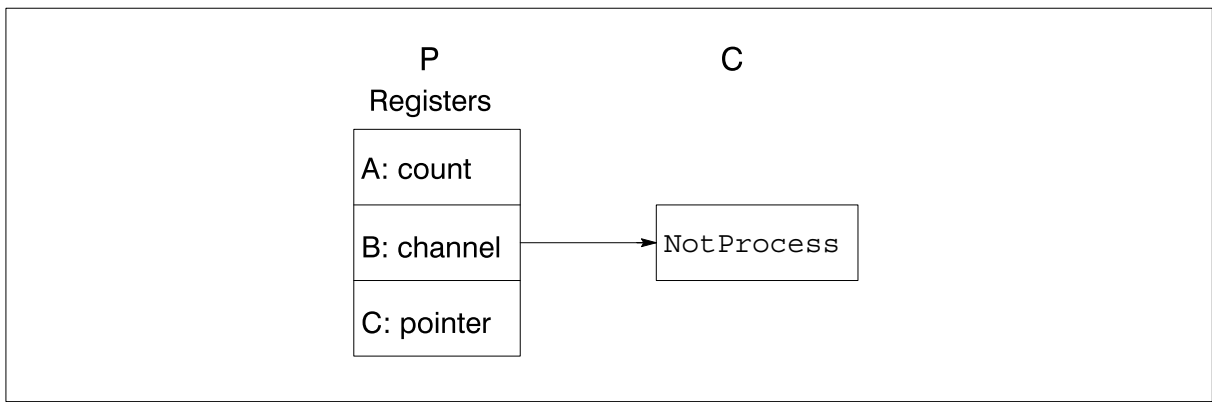 P C
Registers
A: count
B: channel
NotProcess
C: pointer